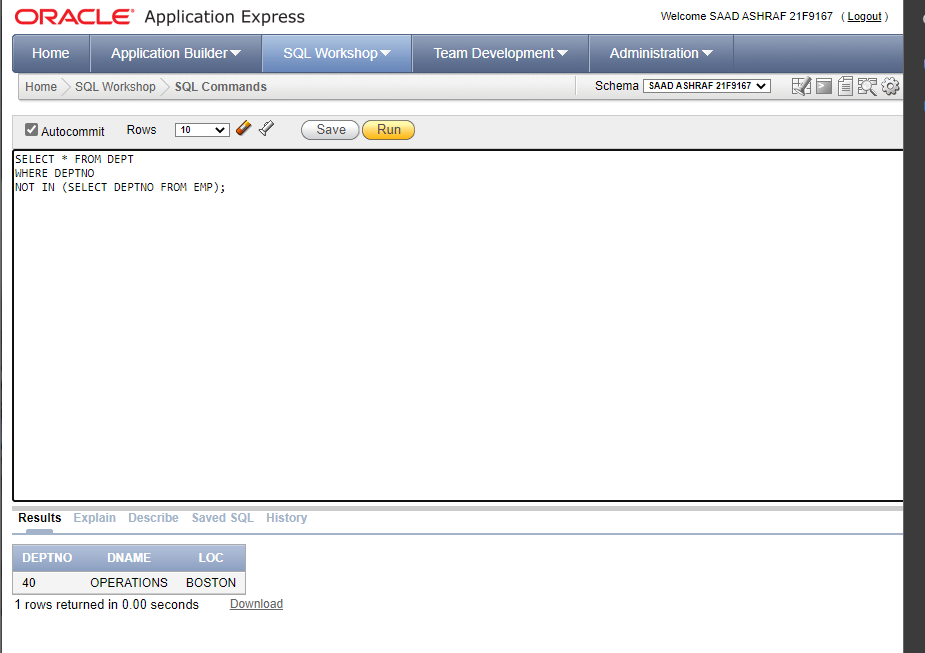 ORACLE® Application Express
Welcome SAAD ASHRAF 21F9167 ( Logout )
Home Application Builder SQL Workshop Team Development Administration
Home SQL Workshop SQL Commands Schema SAAD ASHRAF 21F9167
Autocommit Rows 10 Save Run
SELECT * FROM DEPT
WHERE DEPTNO
NOT IN (SELECT DEPTNO FROM EMP);
Results Explain Describe Saved SQL History
DEPTNO DNAME LOC
40 OPERATIONS BOSTON
1 rows returned in 0.00 seconds Download